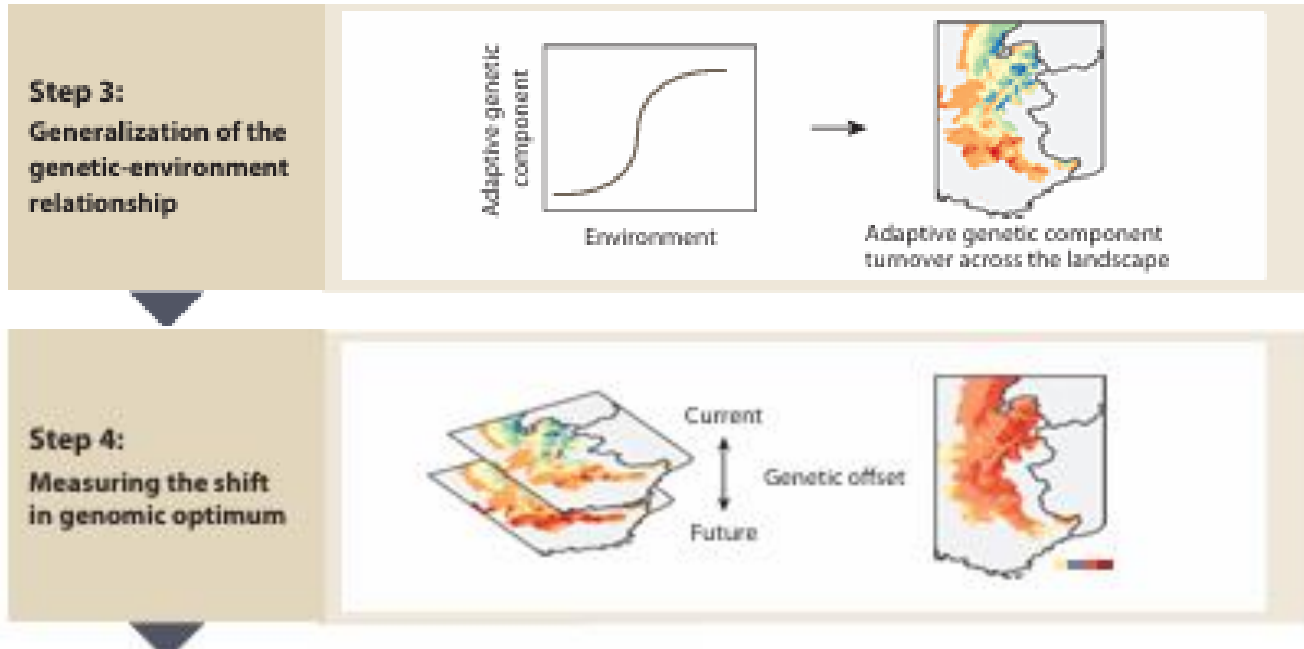 Step 3:
Generalization of the
genetic-environment
relationship
Adaptive genetic
component
Environment
Adaptive genetic component
turnover across the landscape
Step 4:
Measuring the shift
in genomic optimum
Current
Genetic offset
Future